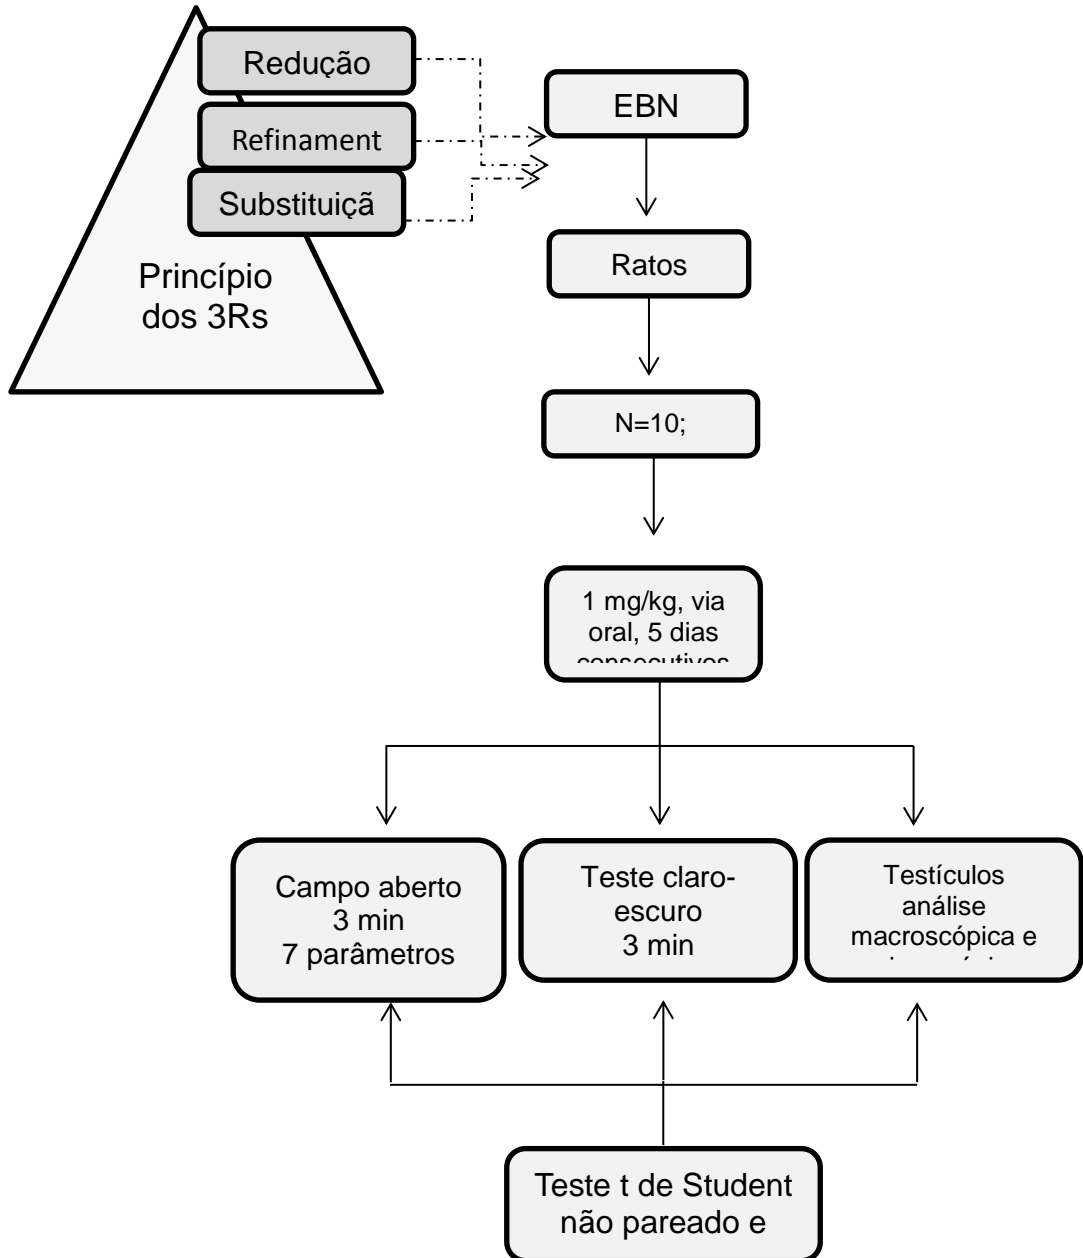 Redução
Refinament
Substituiçã
Princípio
dos 3Rs
EBN
Ratos
N=10;
1 mg/kg, via
oral, 5 dias
consecutivos
Campo aberto
3 min
7 parâmetros
Teste claro-
escuro
3 min
Testículos
análise
macroscópica e
Teste t de Student
não pareado e